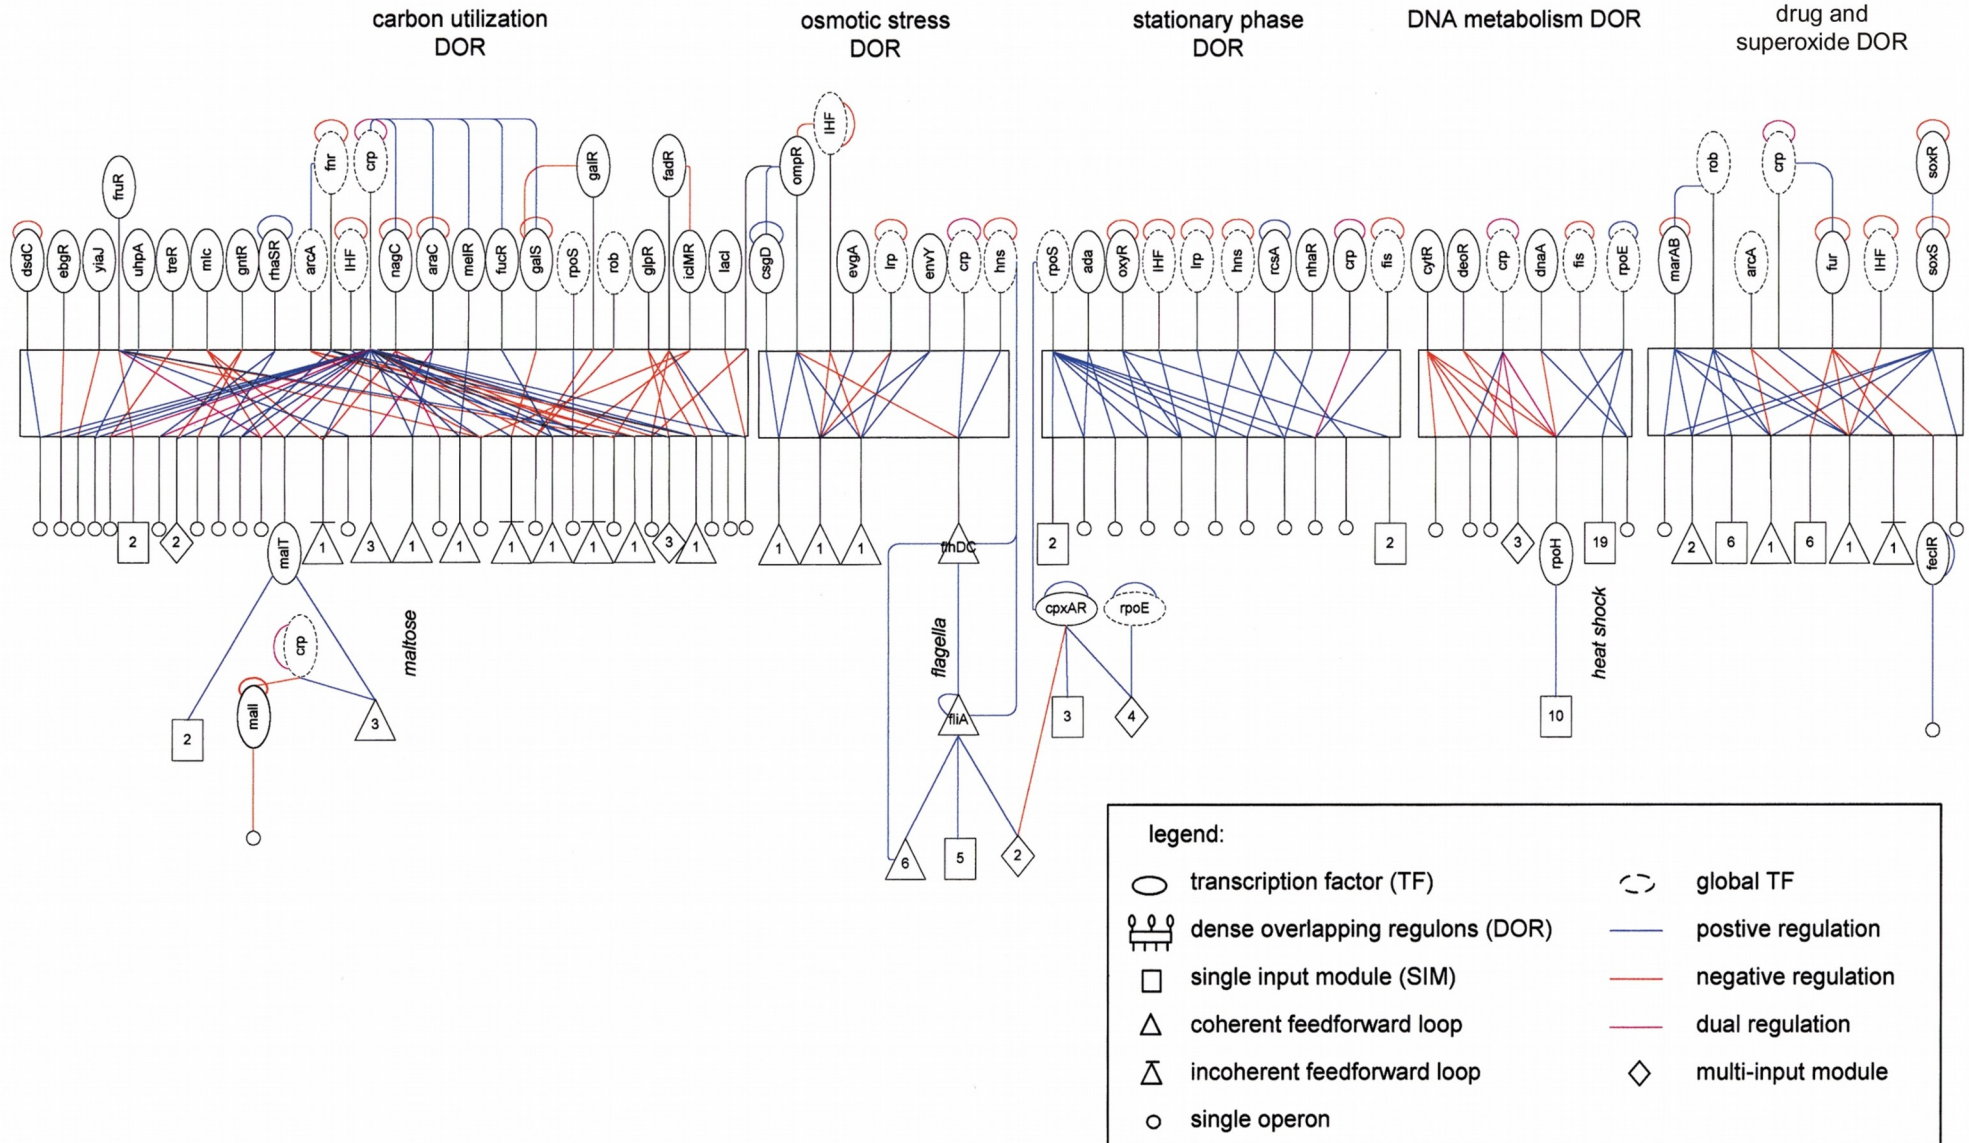 carbon utilization
DOR
osmotic stress
DOR
stationary phase
DOR
DNA metabolism DOR
drug and
superoxide DOR
fruR
fnr
crp
galR
fadR
ompR
IHF
rob
crp
soxR
dsdC
ebgR
yiaJ
uhpA
treR
mlc
gntR
rhaSR
arcA
IHF
nagC
araC
melR
fucR
galS
rpoS
rob
glpR
iclMR
lacI
csgD
evgA
lrp
envY
crp
hns
rpoS
ada
oxyR
IHF
lrp
hns
rcsA
nhaR
crp
fis
cytR
deoR
crp
dnaA
fis
rpoE
marAB
arcA
fur
IHF
soxS
2
2
malT
1
3
1
1
1
1
1
1
3
1
1
1
1
flhDC
2
2
3
rpoH
19
2
6
1
6
1
1
fecIR
cpxAR
rpoE
crp
maltose
flagella
heat shock
2
malI
3
fliA
3
4
10
6
5
2
legend:
transcription factor (TF)
global TF
dense overlapping regulons (DOR)
postive regulation
single input module (SIM)
negative regulation
coherent feedforward loop
dual regulation
incoherent feedforward loop
multi-input module
single operon